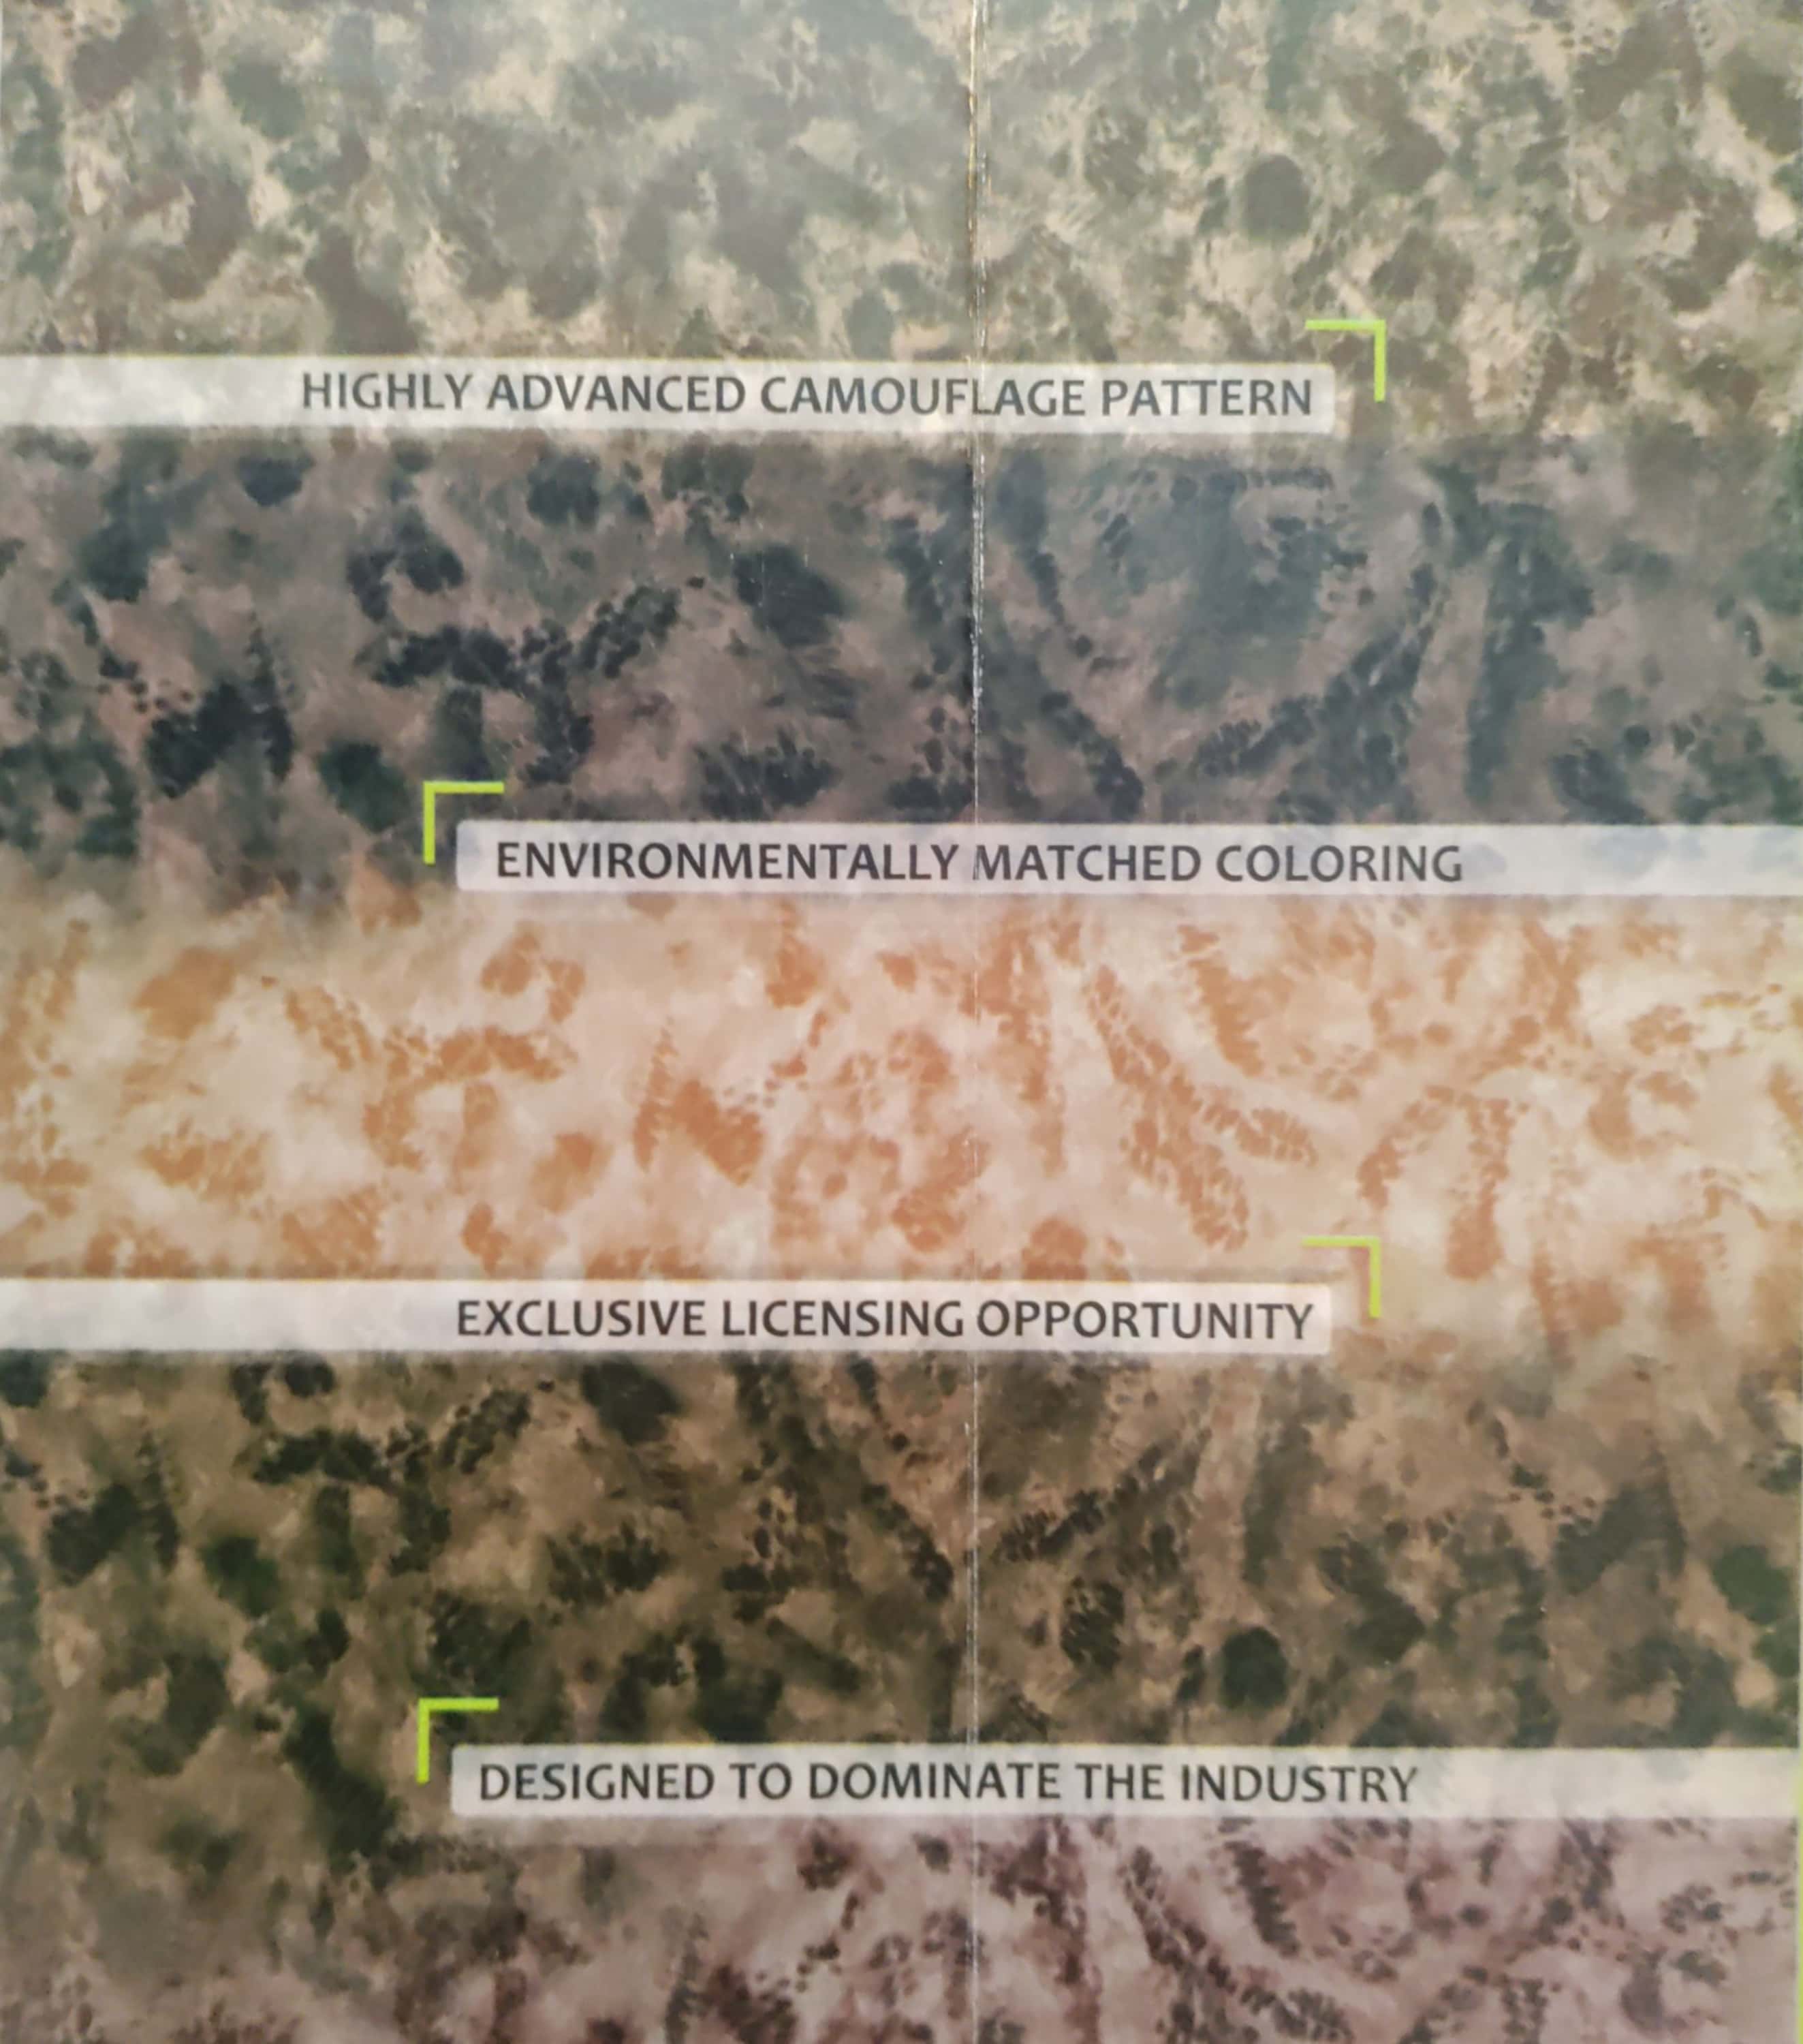 HIGHLY ADVANCED CAMOUFLAGE PATTERN
ENVIRONMENTALLY MATCHED COLORING
EXCLUSIVE LICENSING OPPORTUNITY
DESIGNED TO DOMINATE THE INDUSTRY